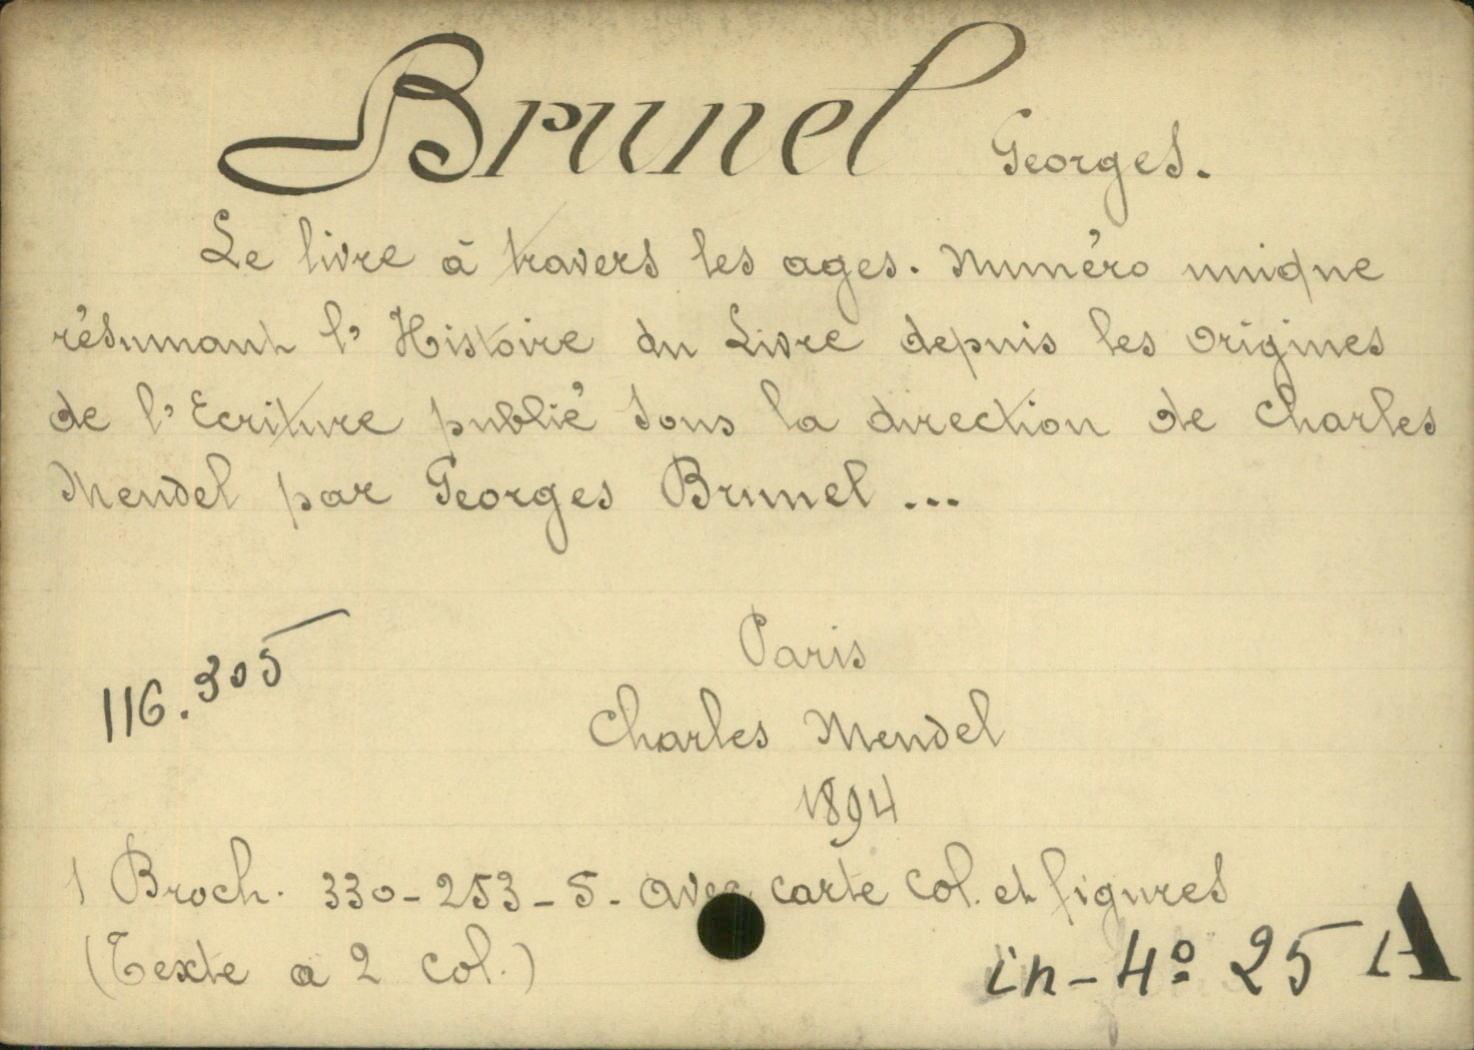 Brunel Georges.
Le livre à travers les ages. Numéro unique
résumant l'Histoire du Livre depuis les origines
de l'Ecriture publié sous la direction de Charles
Mendel par Georges Brunel ...
116.305
Paris
Charles Mendel
1894
1 Broch. 330-253-5- avec carte col. et figures
(Texte a 2 col.)
in-4º 25 A